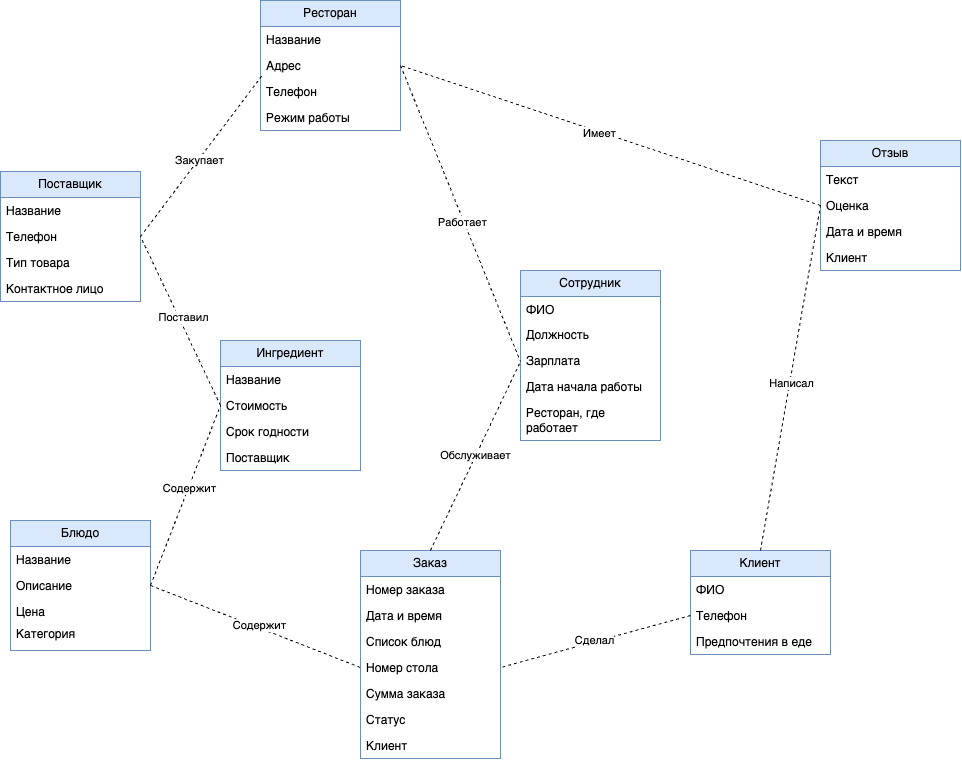 Ресторан
Название
Адрес
Телефон
Режим работы
Имеет
Закупает
Отзыв
Текст
Оценка
Дата и время
Клиент
Поставщик
Название
Телефон
Тип товара
Контактное лицо
Работает
Сотрудник
ФИО
Должность
Зарплата
Дата начала работы
Ресторан, где
работает
Поставил
Ингредиент
Название
Стоимость
Срок годности
Поставщик
Написал
Обслуживает
Содержит
Блюдо
Название
Описание
Цена
Категория
Содержит
Заказ
Номер заказа
Дата и время
Список блюд
Номер стола
Сумма заказа
Статус
Клиент
Сделал
Клиент
ФИО
Телефон
Предпочтения в еде